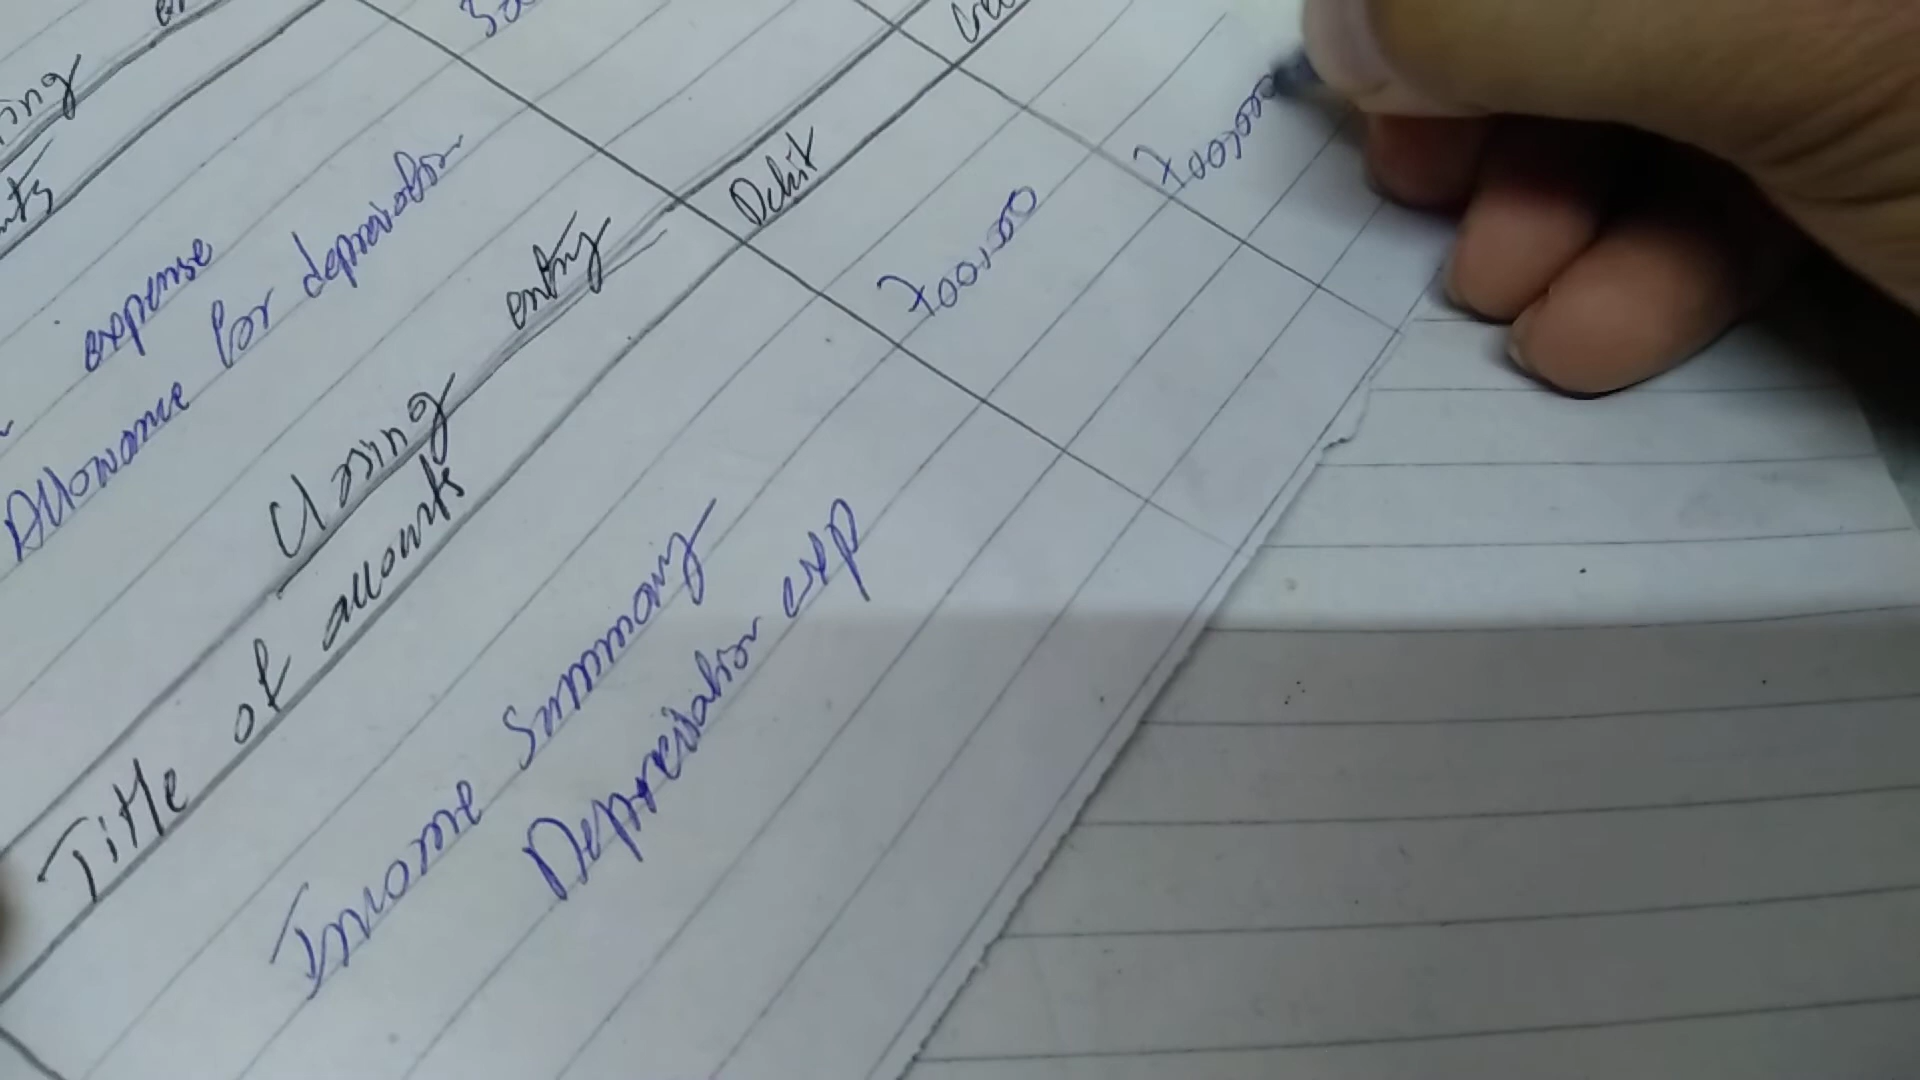 expense
Allowance for depreciation
Closing entry
Title of accounts Debit
Income Summary 700,000
Depreciation exp 700,000